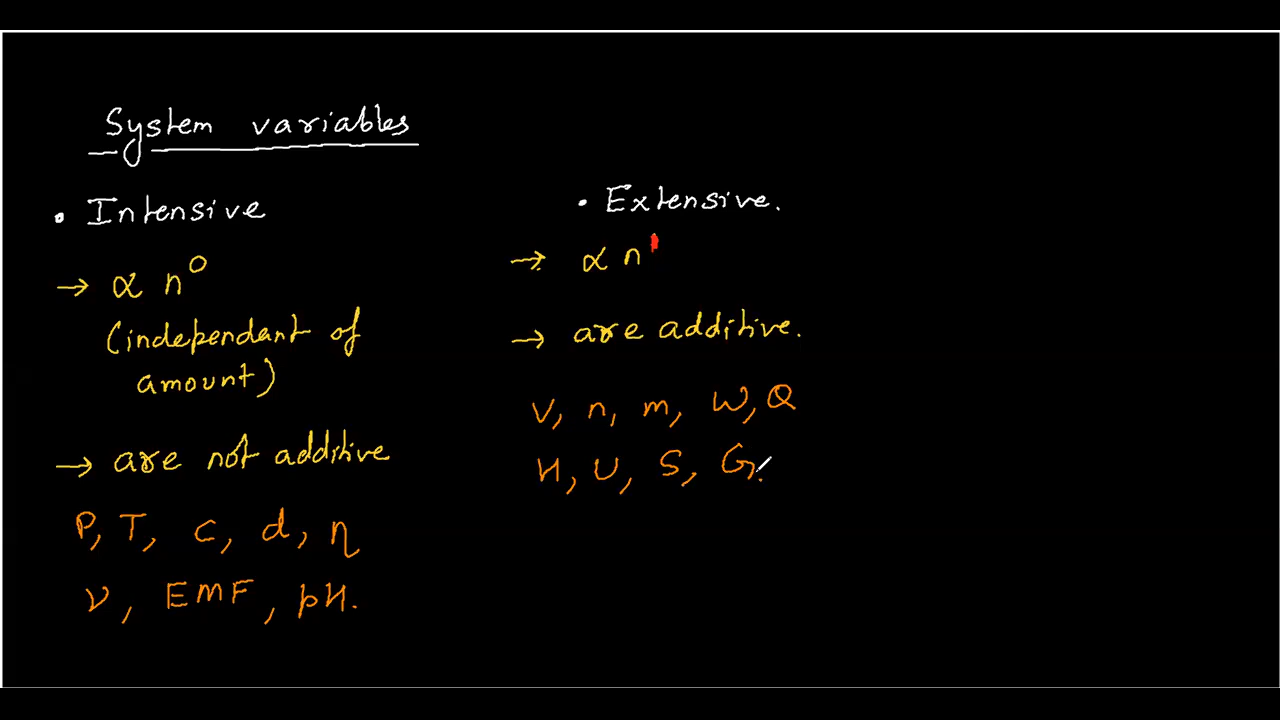 System variables
• Intensive
→ ∝ n⁰
(independant of
amount)
→ are not additive
P, T, c, d, η
ν, EMF, pH.
• Extensive.
→ ∝ n¹
→ are additive.
V, n, m, W, Q
H, U, S, G.